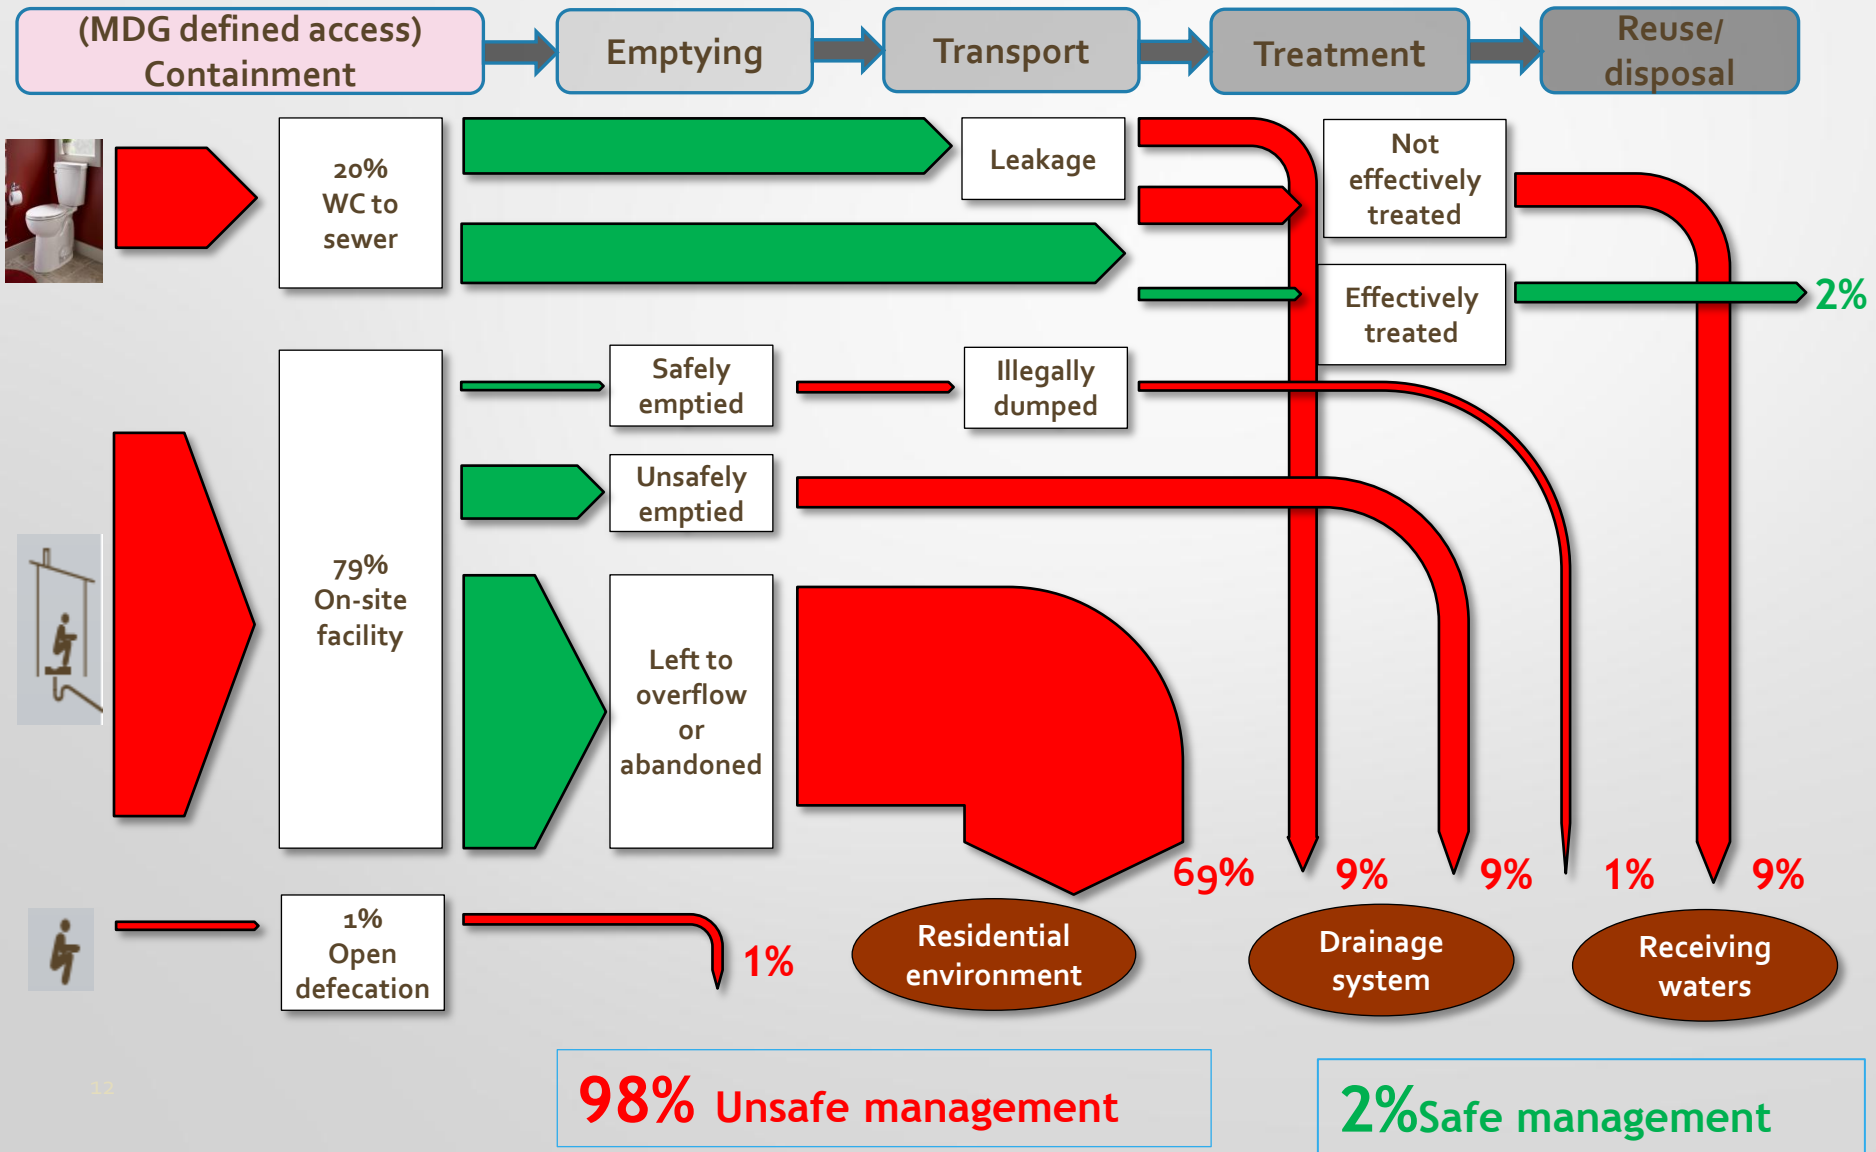 (MDG defined access)
Containment
Emptying
Transport
Treatment
Reuse/
disposal
20%
WC to
sewer
Leakage
Not
effectively
treated
Effectively
treated
2%
79%
On-site
facility
Safely
emptied
Illegally
dumped
Unsafely
emptied
Left to
overflow
or
abandoned
69%
9%
9%
1%
9%
1%
Open
defecation
1%
Residential
environment
Drainage
system
Receiving
waters
12
98% Unsafe management
2%Safe management